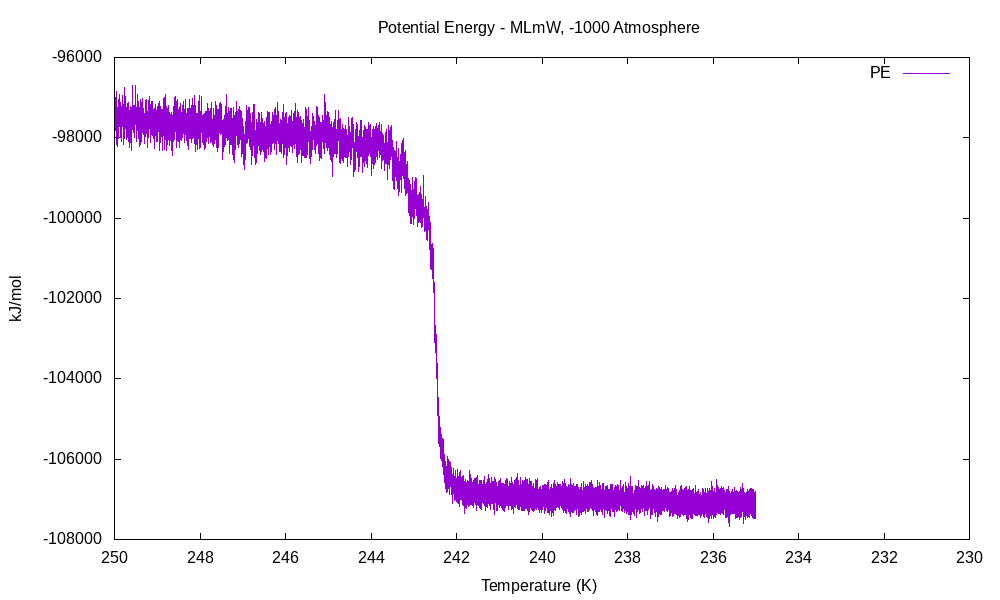 Potential Energy - MLmW, -1000 Atmosphere
PE
-96000
-98000
-100000
-102000
-104000
-106000
-108000
kJ/mol
250 248 246 244 242 240 238 236 234 232 230
Temperature (K)